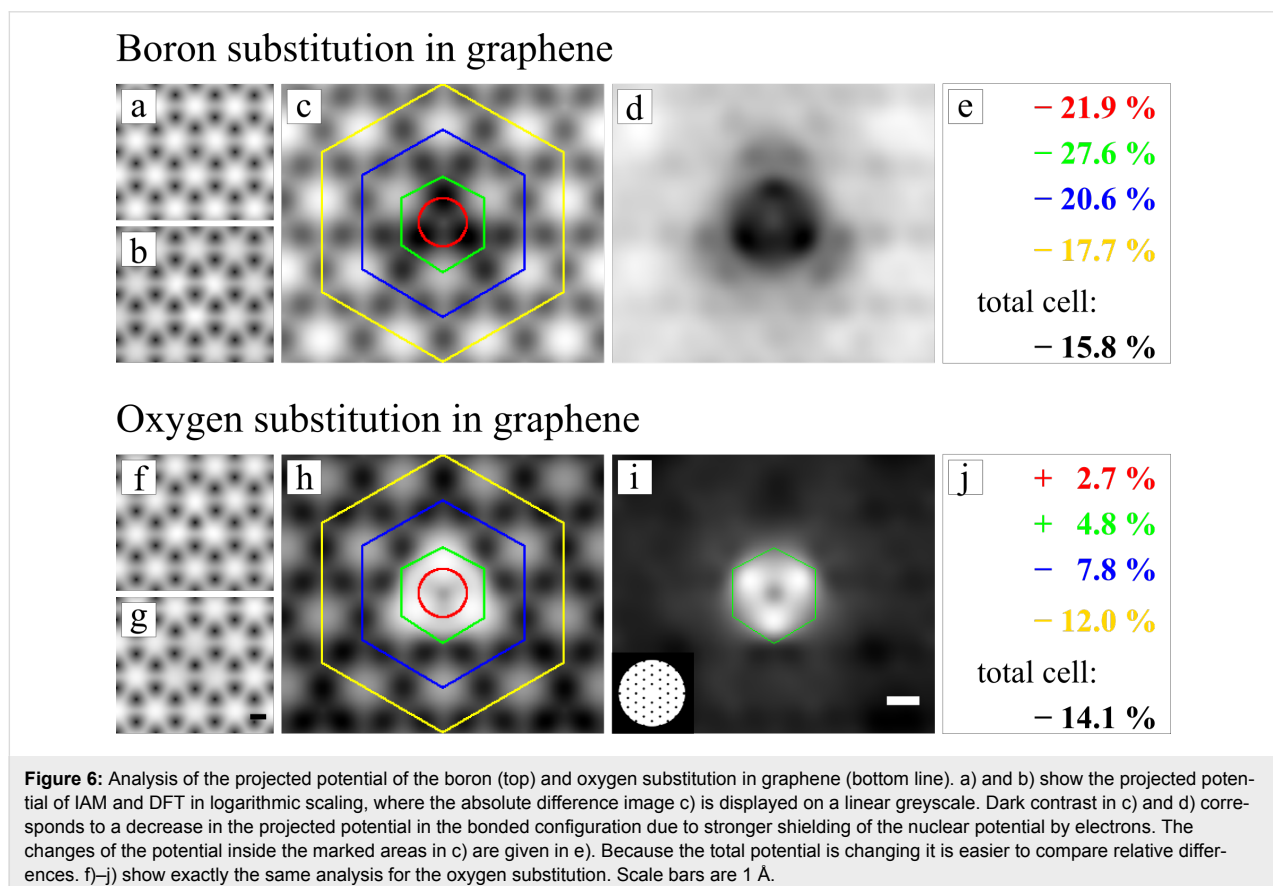 Boron substitution in graphene
a
b
c
d
e
− 21.9 %
− 27.6 %
− 20.6 %
− 17.7 %
total cell:
− 15.8 %
Oxygen substitution in graphene
f
g
h
i
j
+ 2.7 %
+ 4.8 %
− 7.8 %
− 12.0 %
total cell:
− 14.1 %
Figure 6: Analysis of the projected potential of the boron (top) and oxygen substitution in graphene (bottom line). a) and b) show the projected poten-
tial of IAM and DFT in logarithmic scaling, where the absolute difference image c) is displayed on a linear greyscale. Dark contrast in c) and d) corre-
sponds to a decrease in the projected potential in the bonded configuration due to stronger shielding of the nuclear potential by electrons. The
changes of the potential inside the marked areas in c) are given in e). Because the total potential is changing it is easier to compare relative differ-
ences. f)–j) show exactly the same analysis for the oxygen substitution. Scale bars are 1 Å.